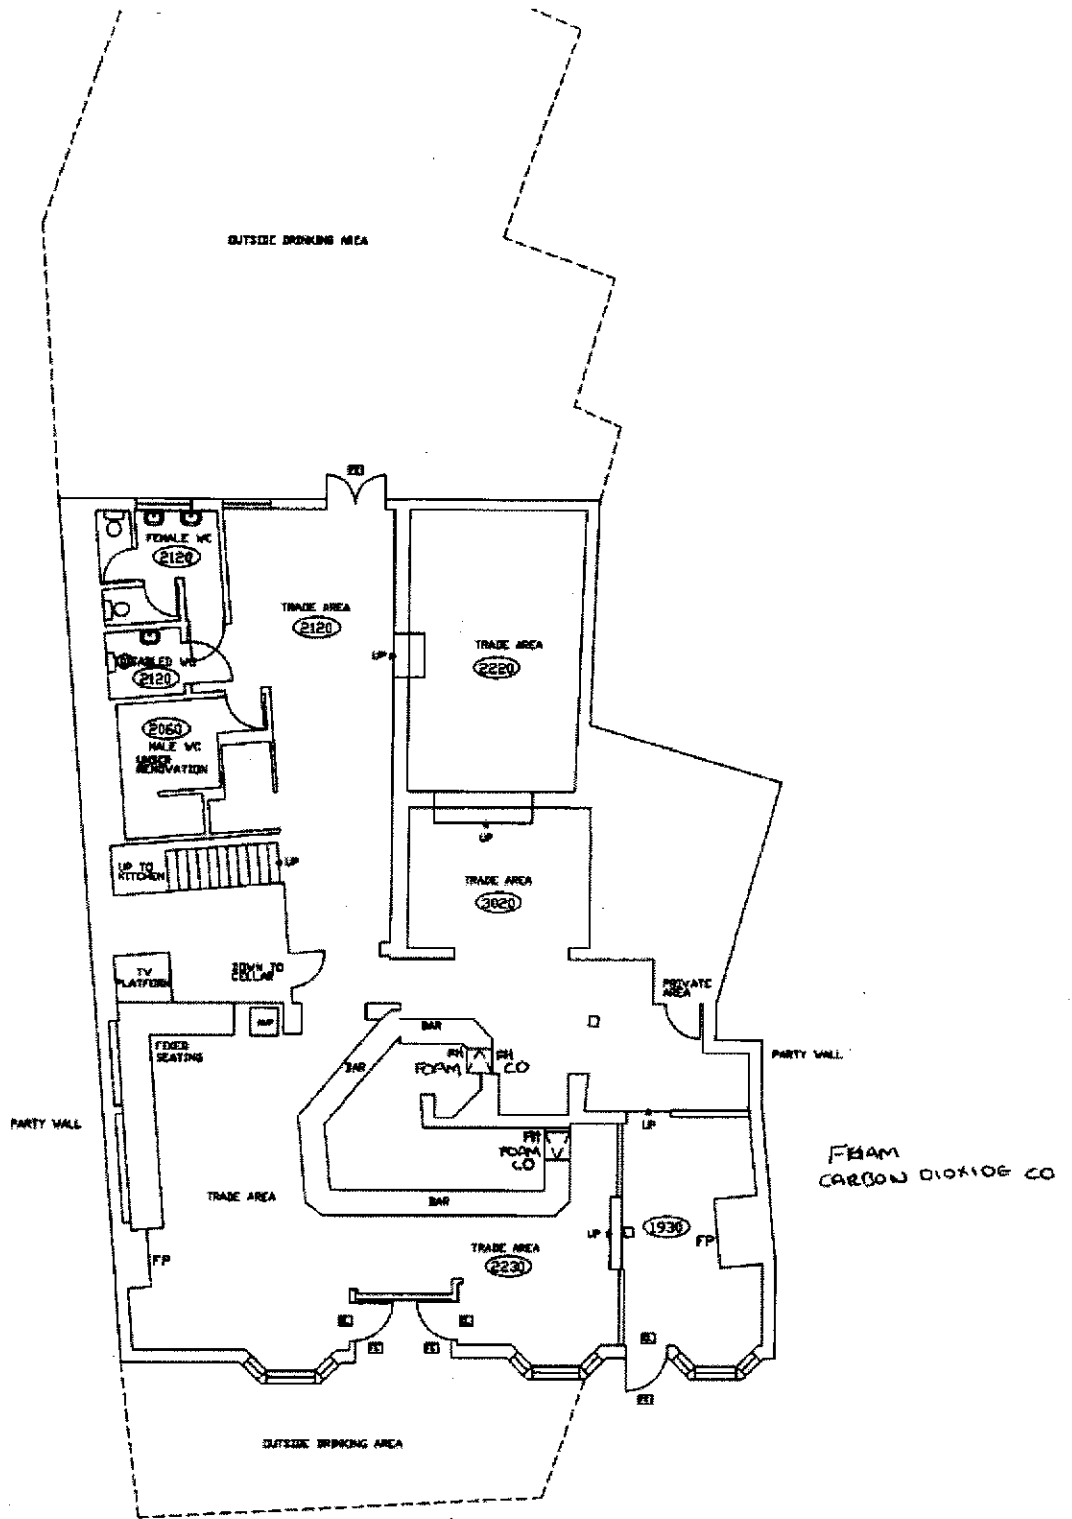 OUTSIDE DRINKING AREA
FEMALE WC
2120
TRADE AREA
2120
TRADE AREA
2220
UP
DISABLED WC
2120
2060
MALE WC
UNDER
RENOVATION
UP
UP TO
KITCHEN
UP
TRADE AREA
3020
TV
PLATFORM
DOWN TO
CELLAR
PRIVATE
AREA
AWP
BAR
FIXED
SEATING
BAR
FOAM
CO
PARTY WALL
PARTY WALL
UP
FOAM
CO
FOAM
CARBON DIOXIDE CO
TRADE AREA
BAR
1930
UP
FP
TRADE AREA
2230
FP
OUTSIDE DRINKING AREA